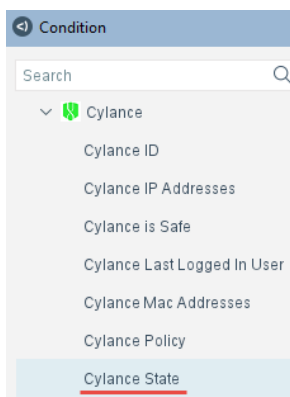 Condition
Search
Cylance
Cylance ID
Cylance IP Addresses
Cylance is Safe
Cylance Last Logged In User
Cylance Mac Addresses
Cylance Policy
Cylance State